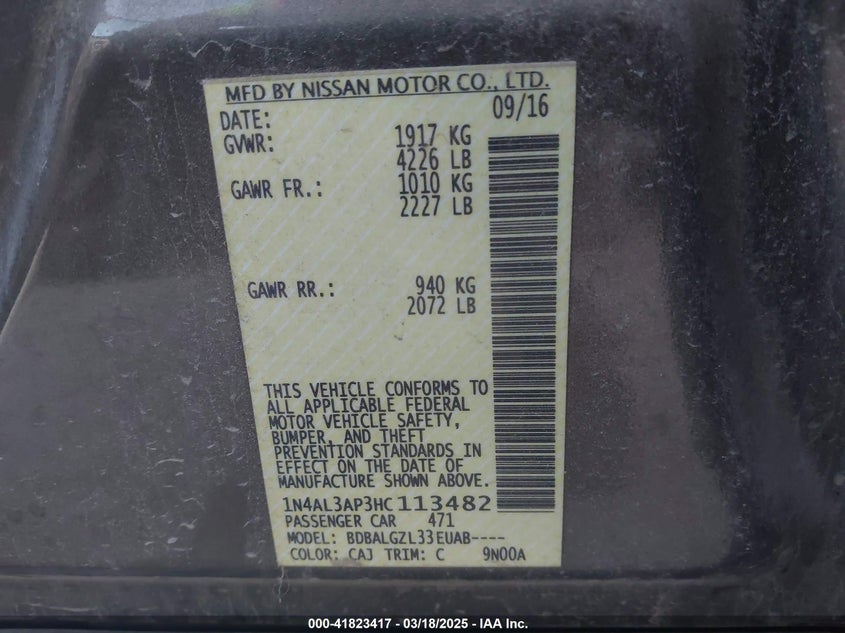 MFD BY NISSAN MOTOR CO., LTD.
DATE: 09/16
GVWR: 1917 KG
4226 LB
GAWR FR.: 1010 KG
2227 LB
GAWR RR.: 940 KG
2072 LB
THIS VEHICLE CONFORMS TO
ALL APPLICABLE FEDERAL
MOTOR VEHICLE SAFETY,
BUMPER, AND THEFT
PREVENTION STANDARDS IN
EFFECT ON THE DATE OF
MANUFACTURE SHOWN ABOVE.
1N4AL3AP3HC113482
PASSENGER CAR 471
MODEL: BDBALGZL33EUAB----
COLOR: CAJ TRIM: C 9N00A
000-41823417 - 03/18/2025 - IAA Inc.